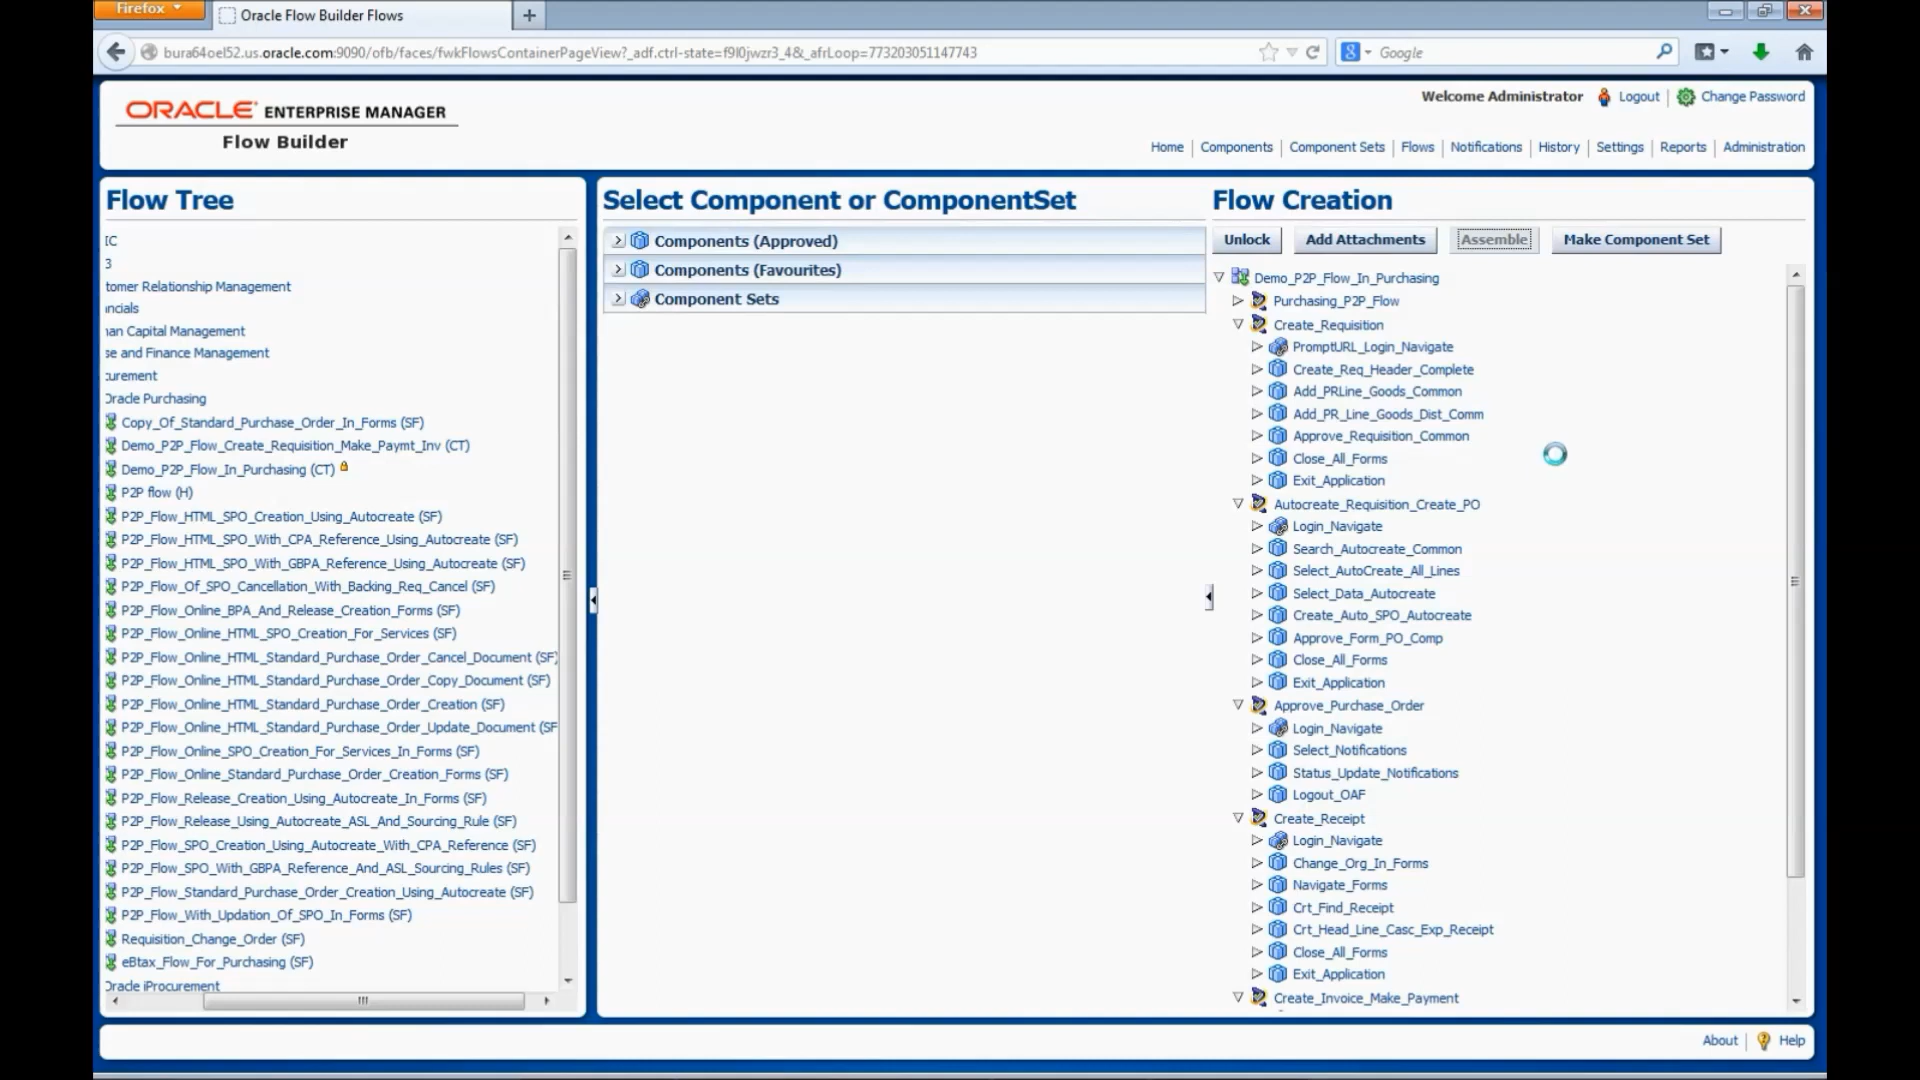 Firefox
Oracle Flow Builder Flows
bura64oel52.us.oracle.com:9090/ofb/faces/fwkFlowsContainerPageView?_adf.ctrl-state=f9l0jwzr3_4&_afrLoop=773203051147743
Google
ORACLE ENTERPRISE MANAGER
Flow Builder
Welcome Administrator Logout Change Password
Home Components Component Sets Flows Notifications History Settings Reports Administration
Flow Tree
IC
3
tomer Relationship Management
ancials
nan Capital Management
se and Finance Management
curement
Oracle Purchasing
Copy_Of_Standard_Purchase_Order_In_Forms (SF)
Demo_P2P_Flow_Create_Requisition_Make_Paymt_Inv (CT)
Demo_P2P_Flow_In_Purchasing (CT)
P2P flow (H)
P2P_Flow_HTML_SPO_Creation_Using_Autocreate (SF)
P2P_Flow_HTML_SPO_With_CPA_Reference_Using_Autocreate (SF)
P2P_Flow_HTML_SPO_With_GBPA_Reference_Using_Autocreate (SF)
P2P_Flow_Of_SPO_Cancellation_With_Backing_Req_Cancel (SF)
P2P_Flow_Online_BPA_And_Release_Creation_Forms (SF)
P2P_Flow_Online_HTML_SPO_Creation_For_Services (SF)
P2P_Flow_Online_HTML_Standard_Purchase_Order_Cancel_Document (SF)
P2P_Flow_Online_HTML_Standard_Purchase_Order_Copy_Document (SF)
P2P_Flow_Online_HTML_Standard_Purchase_Order_Creation (SF)
P2P_Flow_Online_HTML_Standard_Purchase_Order_Update_Document (SF
P2P_Flow_Online_SPO_Creation_For_Services_In_Forms (SF)
P2P_Flow_Online_Standard_Purchase_Order_Creation_Forms (SF)
P2P_Flow_Release_Creation_Using_Autocreate_In_Forms (SF)
P2P_Flow_Release_Using_Autocreate_ASL_And_Sourcing_Rule (SF)
P2P_Flow_SPO_Creation_Using_Autocreate_With_CPA_Reference (SF)
P2P_Flow_SPO_With_GBPA_Reference_And_ASL_Sourcing_Rules (SF)
P2P_Flow_Standard_Purchase_Order_Creation_Using_Autocreate (SF)
P2P_Flow_With_Updation_Of_SPO_In_Forms (SF)
Requisition_Change_Order (SF)
eBtax_Flow_For_Purchasing (SF)
Oracle iProcurement
Select Component or ComponentSet
Components (Approved)
Components (Favourites)
Component Sets
Flow Creation
Unlock Add Attachments Assemble Make Component Set
Demo_P2P_Flow_In_Purchasing
Purchasing_P2P_Flow
Create_Requisition
PromptURL_Login_Navigate
Create_Req_Header_Complete
Add_PRLine_Goods_Common
Add_PR_Line_Goods_Dist_Comm
Approve_Requisition_Common
Close_All_Forms
Exit_Application
Autocreate_Requisition_Create_PO
Login_Navigate
Search_Autocreate_Common
Select_AutoCreate_All_Lines
Select_Data_Autocreate
Create_Auto_SPO_Autocreate
Approve_Form_PO_Comp
Close_All_Forms
Exit_Application
Approve_Purchase_Order
Login_Navigate
Select_Notifications
Status_Update_Notifications
Logout_OAF
Create_Receipt
Login_Navigate
Change_Org_In_Forms
Navigate_Forms
Crt_Find_Receipt
Crt_Head_Line_Casc_Exp_Receipt
Close_All_Forms
Exit_Application
Create_Invoice_Make_Payment
About Help